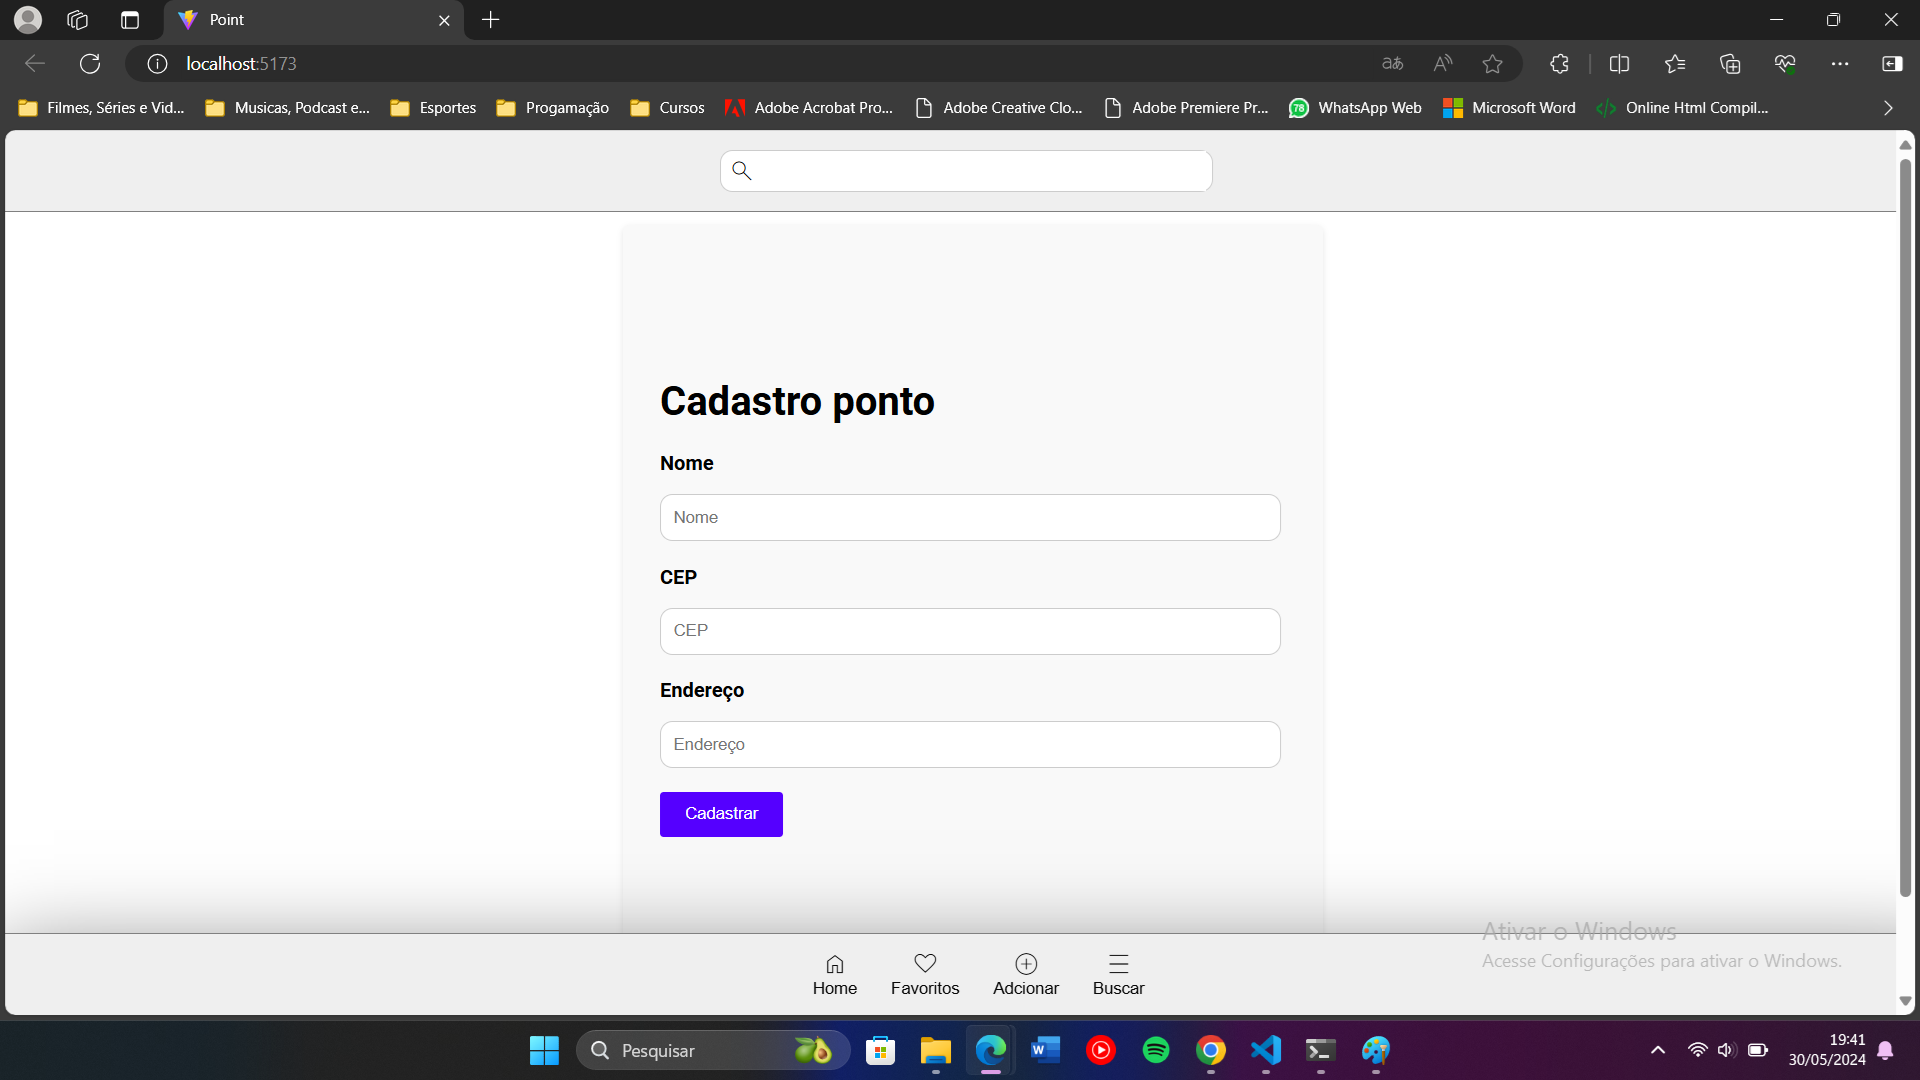 Point
localhost:5173
Filmes, Séries e Vid...
Musicas, Podcast e...
Esportes
Progamação
Cursos
Adobe Acrobat Pro...
Adobe Creative Clo...
Adobe Premiere Pr...
78
WhatsApp Web
Microsoft Word
Online Html Compil...
Cadastro ponto
Nome
Nome
CEP
CEP
Endereço
Endereço
Cadastrar
Ativar o Windows
Acesse Configurações para ativar o Windows.
Home
Favoritos
Adcionar
Buscar
Pesquisar
19:41
30/05/2024